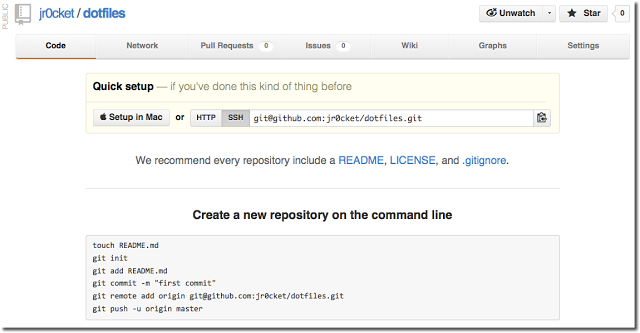 PUBLIC
jr0cket / dotfiles
Unwatch
Star 0
Code Network Pull Requests 0 Issues 0 Wiki Graphs Settings
Quick setup — if you've done this kind of thing before
Setup in Mac or HTTP SSH git@github.com:jr0cket/dotfiles.git
We recommend every repository include a README, LICENSE, and .gitignore.
Create a new repository on the command line
touch README.md
git init
git add README.md
git commit -m "first commit"
git remote add origin git@github.com:jr0cket/dotfiles.git
git push -u origin master